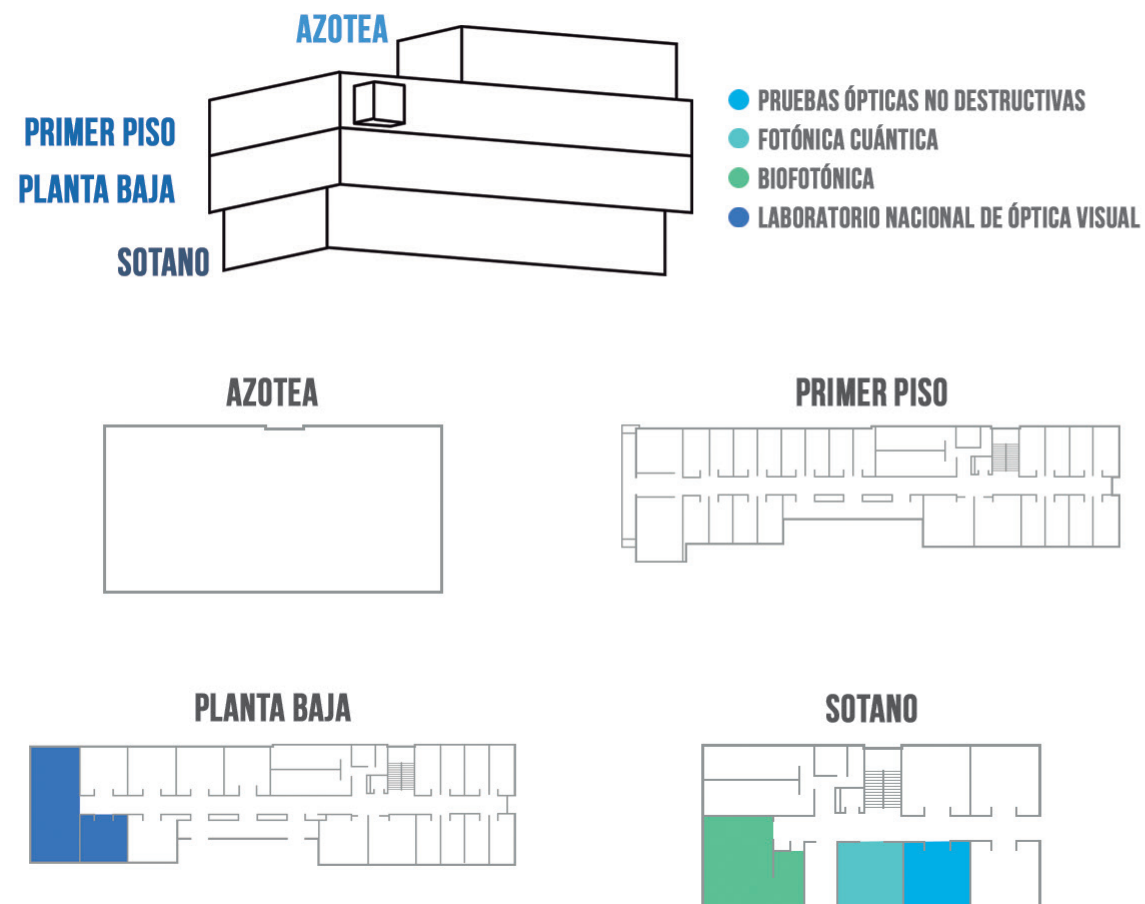 AZOTEA
PRIMER PISO
PLANTA BAJA
SOTANO
PRUEBAS ÓPTICAS NO DESTRUCTIVAS
FOTÓNICA CUÁNTICA
BIOFOTÓNICA
LABORATORIO NACIONAL DE ÓPTICA VISUAL
AZOTEA
PRIMER PISO
PLANTA BAJA
SOTANO